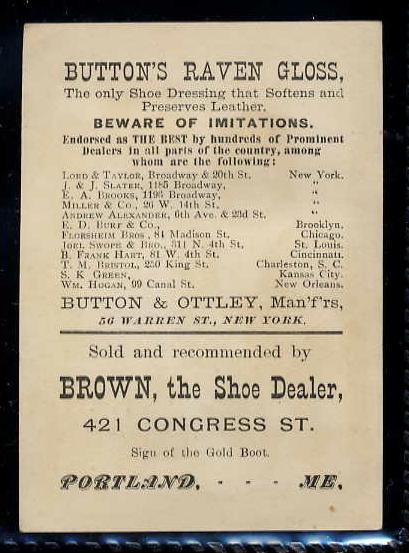 BUTTON'S RAVEN GLOSS,
The only Shoe Dressing that Softens and
Preserves Leather.
BEWARE OF IMITATIONS.
Endorsed as THE BEST by hundreds of Prominent
Dealers in all parts of the country, among
whom are the following:
LORD & TAYLOR, Broadway & 20th St. New York.
J. & J. SLATER, 1185 Broadway, "
E. A. BROOKS, 1196 Broadway, "
MILLER & CO., 26 W. 14th St. "
ANDREW ALEXANDER, 6th Ave. & 23d St. "
E. D. BURT & CO., Brooklyn.
FLORSHEIM BROS., 84 Madison St. Chicago.
JOEL SWOPE & BRO., 311 N. 4th St. St. Louis.
B. FRANK HART, 81 W. 4th St. Cincinnati.
T. M. BRISTOL, 250 King St. Charleston, S. C.
S. K. GREEN, Kansas City.
WM. HOGAN, 99 Canal St. New Orleans.
BUTTON & OTTLEY, Man'f'rs,
56 WARREN ST., NEW YORK.
Sold and recommended by
BROWN, the Shoe Dealer,
421 CONGRESS ST.
Sign of the Gold Boot.
PORTLAND, - - - ME.